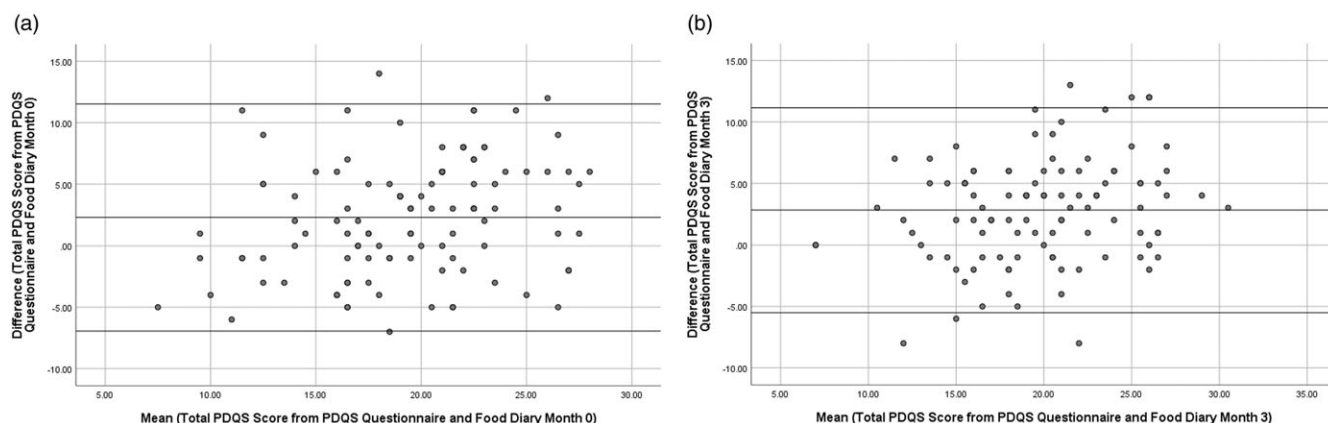 (a)
15.00
10.00
5.00
.00
-5.00
-10.00
Difference (Total PDQS Score from PDQS
Questionnaire and Food Diary Month 0)
5.00 10.00 15.00 20.00 25.00 30.00
Mean (Total PDQS Score from PDQS Questionnaire and Food Diary Month 0)
(b)
15.00
10.00
5.00
.00
-5.00
-10.00
Difference (Total PDQS Score from PDQS
Questionnaire and Food Diary Month 3)
5.00 10.00 15.00 20.00 25.00 30.00 35.00
Mean (Total PDQS Score from PDQS Questionnaire and Food Diary Month 3)